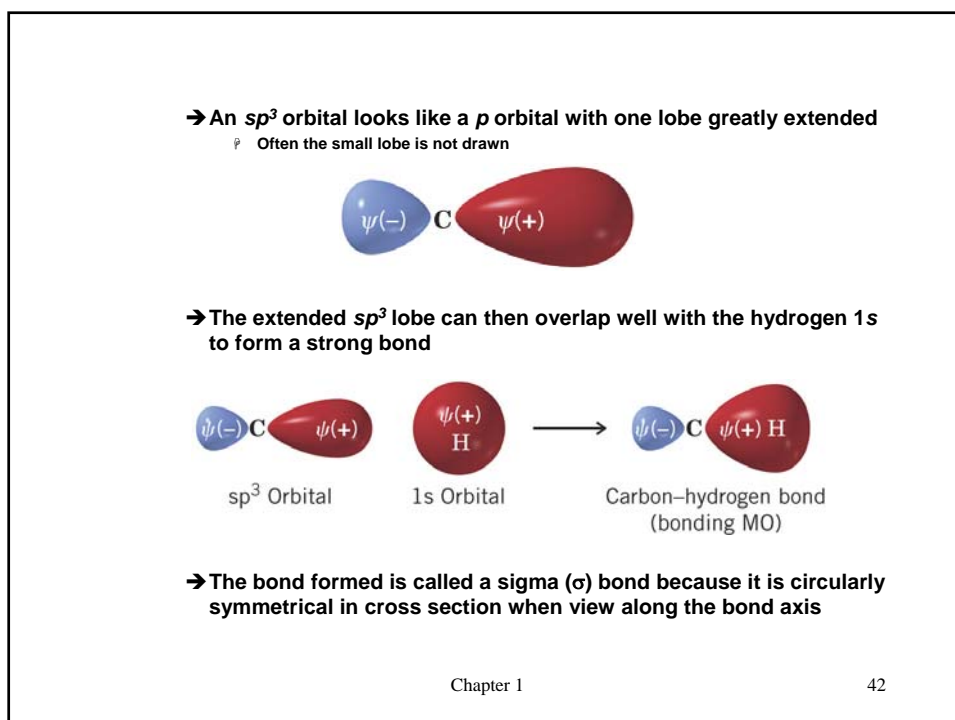 ➔ An sp³ orbital looks like a p orbital with one lobe greatly extended
Often the small lobe is not drawn
ψ(−) C ψ(+)
➔ The extended sp³ lobe can then overlap well with the hydrogen 1s
to form a strong bond
ψ(−) C ψ(+)
ψ(+)
H
ψ(−) C ψ(+) H
sp³ Orbital
1s Orbital
Carbon–hydrogen bond
(bonding MO)
➔ The bond formed is called a sigma (σ) bond because it is circularly
symmetrical in cross section when view along the bond axis
Chapter 1
42